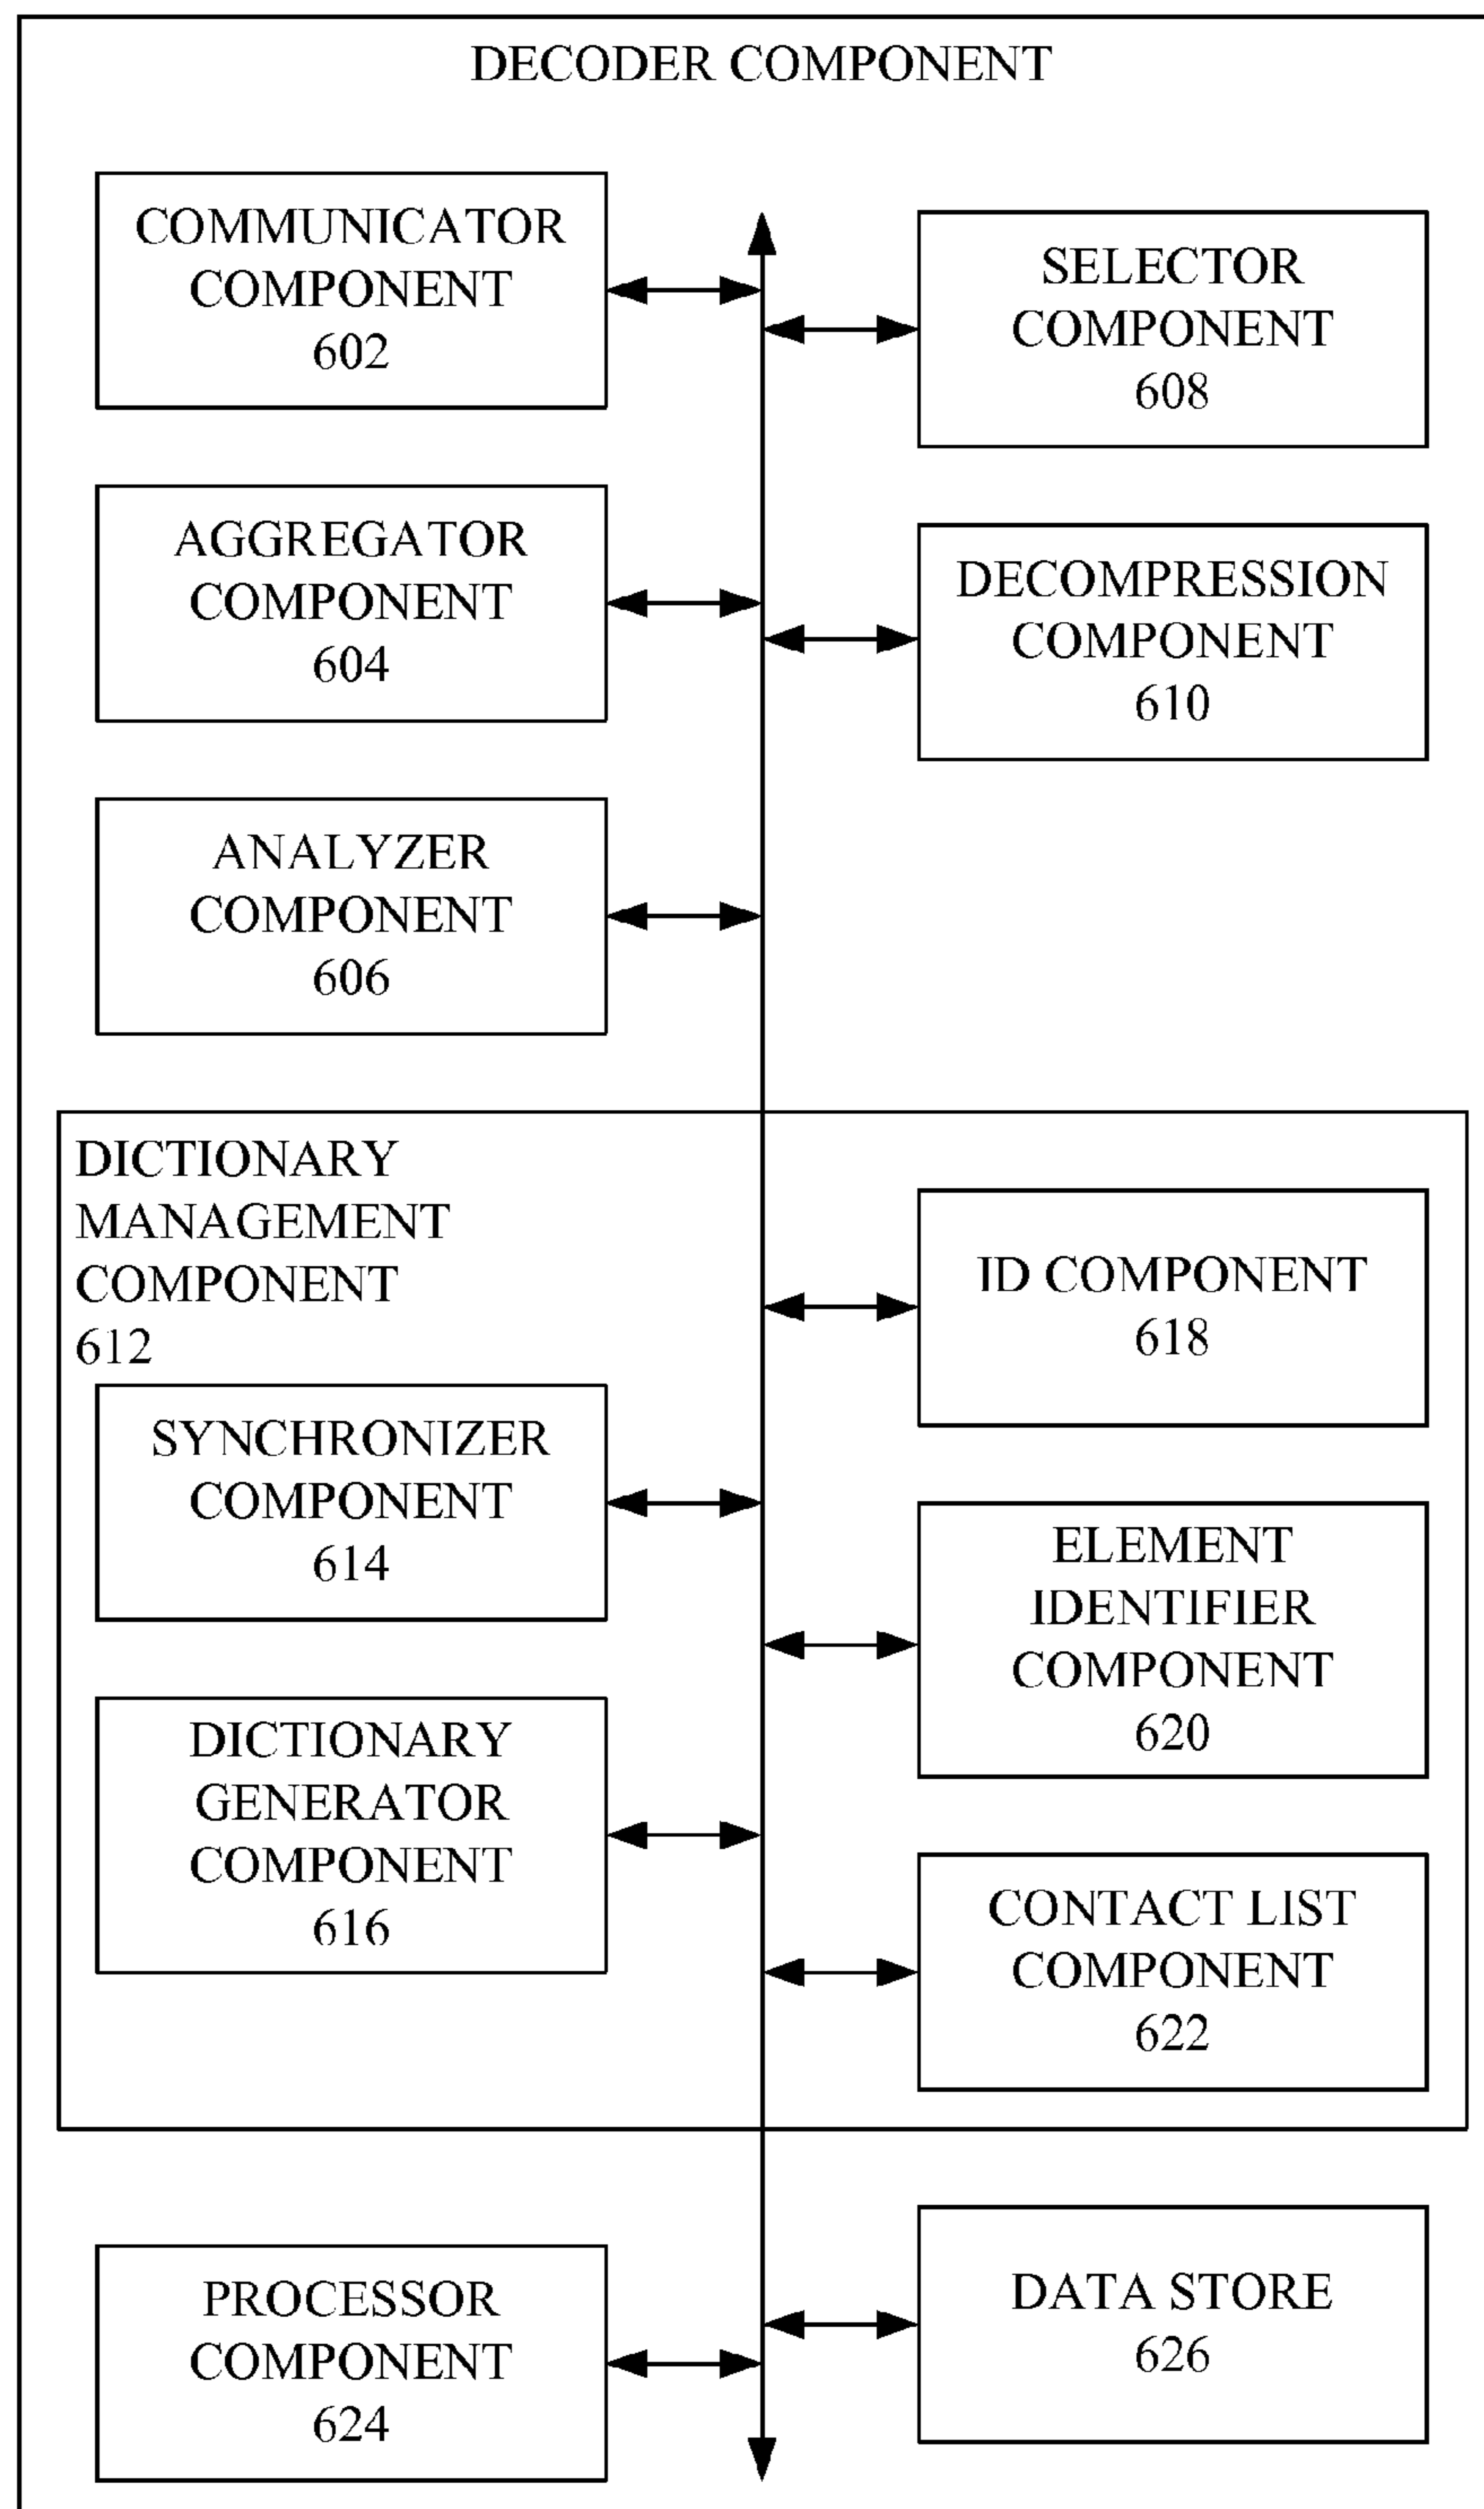 DECODER COMPONENT
COMMUNICATOR
COMPONENT
602
SELECTOR
COMPONENT
608
AGGREGATOR
COMPONENT
604
DECOMPRESSION
COMPONENT
610
ANALYZER
COMPONENT
606
DICTIONARY
MANAGEMENT
COMPONENT
612
ID COMPONENT
618
SYNCHRONIZER
COMPONENT
614
ELEMENT
IDENTIFIER
COMPONENT
620
DICTIONARY
GENERATOR
COMPONENT
616
CONTACT LIST
COMPONENT
622
PROCESSOR
COMPONENT
624
DATA STORE
626